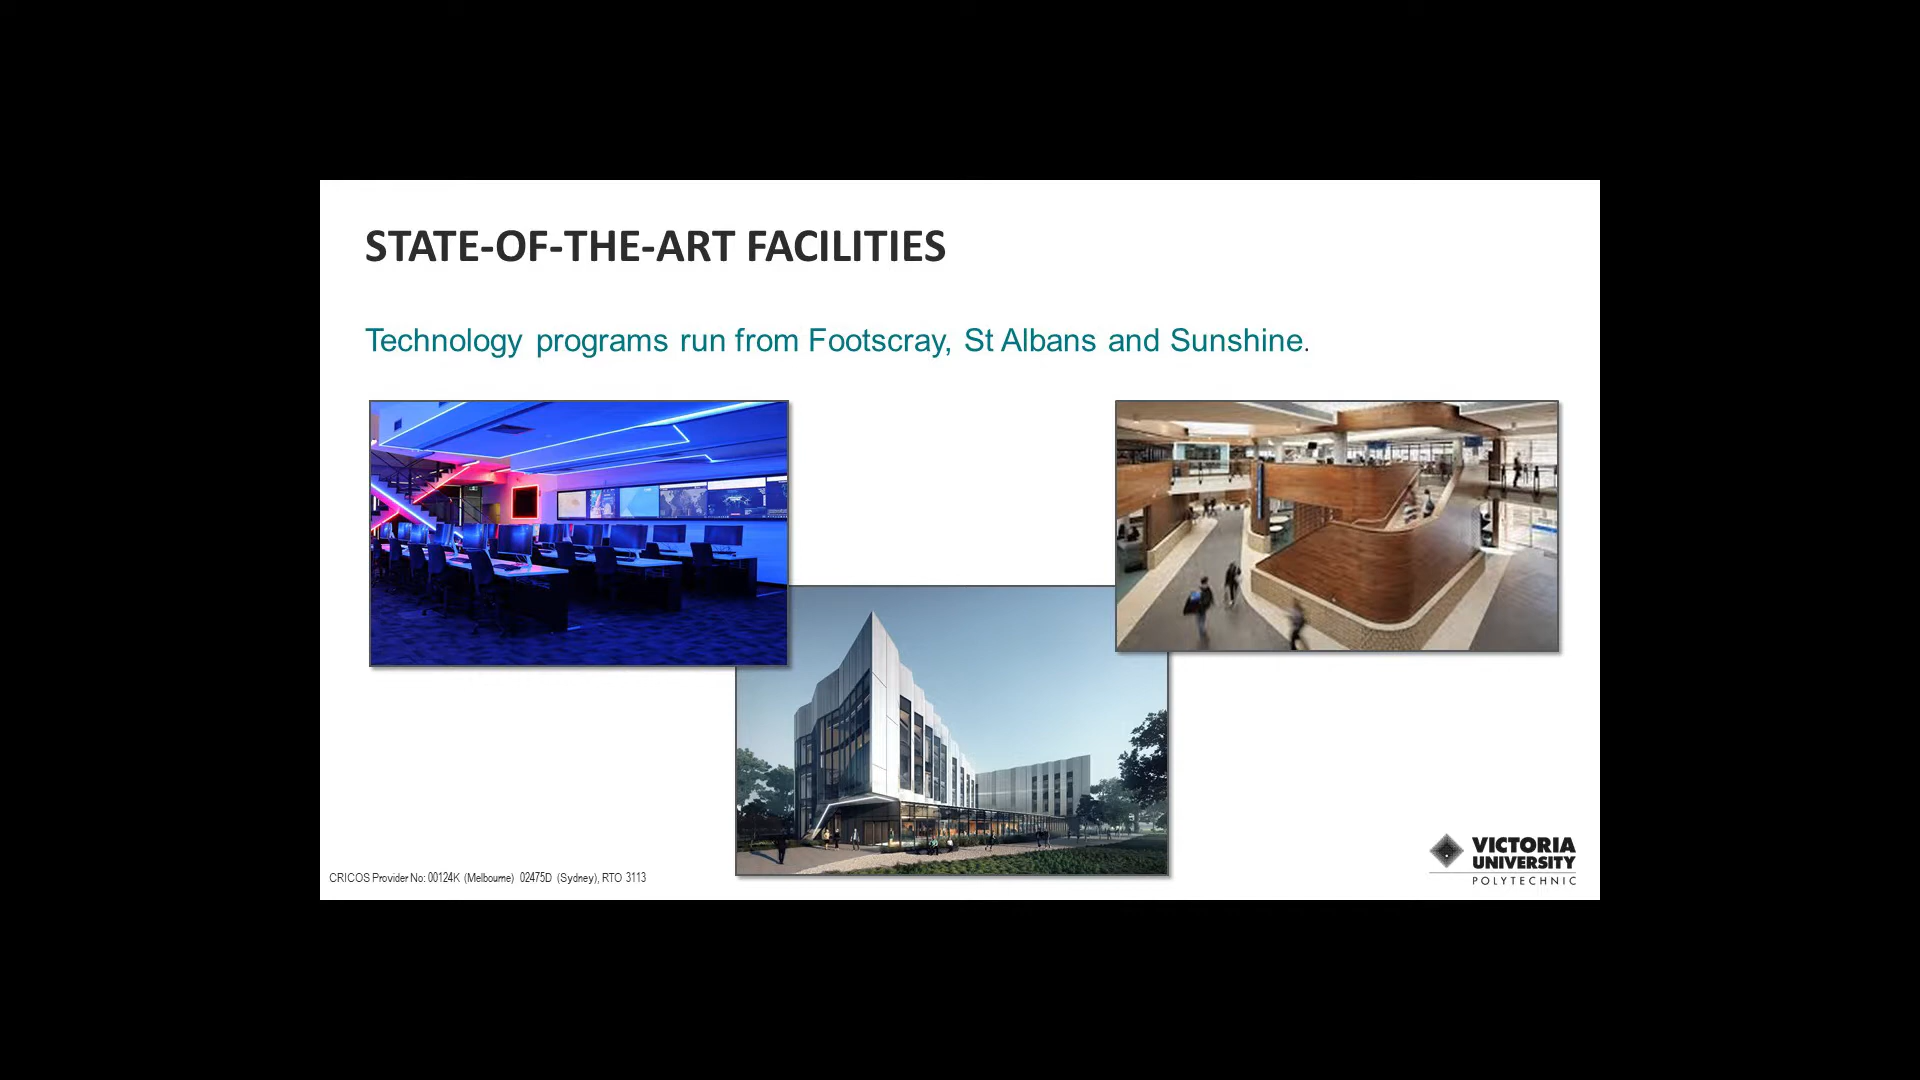 STATE-OF-THE-ART FACILITIES
Technology programs run from Footscray, St Albans and Sunshine.
CRICOS Provider No: 00124K (Melbourne) 02475D (Sydney), RTO 3113
VICTORIA
UNIVERSITY
POLYTECHNIC